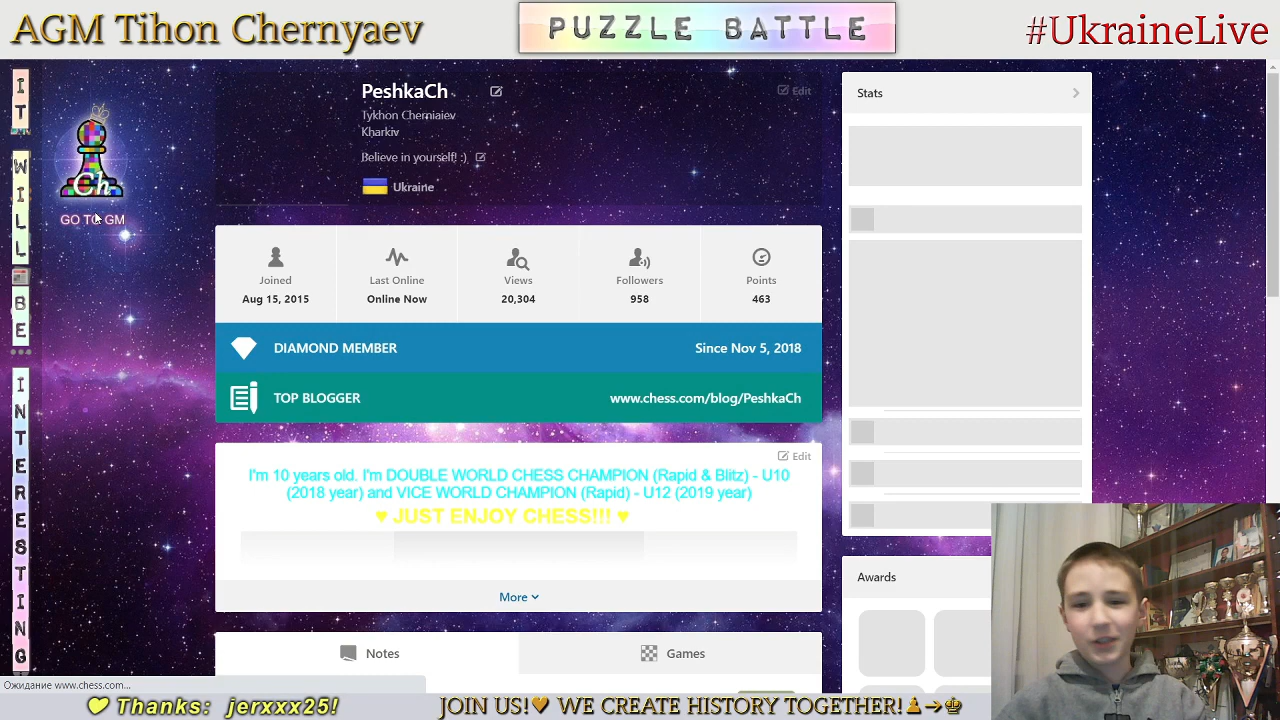 AGM Tihon Chernyaev
PUZZLE BATTLE
#UkraineLive
IT
WILL
BE
INTERESTING
Ch
GO TO GM
PeshkaCh
Edit
Tykhon Cherniaiev
Kharkiv
Believe in yourself! :)
Ukraine
Joined
Aug 15, 2015
Last Online
Online Now
Views
20,304
Followers
958
Points
463
DIAMOND MEMBER
Since Nov 5, 2018
TOP BLOGGER
www.chess.com/blog/PeshkaCh
Edit
I'm 10 years old. I'm DOUBLE WORLD CHESS CHAMPION (Rapid & Blitz) - U10
(2018 year) and VICE WORLD CHAMPION (Rapid) - U12 (2019 year)
♥ JUST ENJOY CHESS!!! ♥
More
Notes
Games
Stats
Awards
Ожидание www.chess.com...
Thanks: jerxxx25!
JOIN US!♥ WE CREATE HISTORY TOGETHER!♟→♚